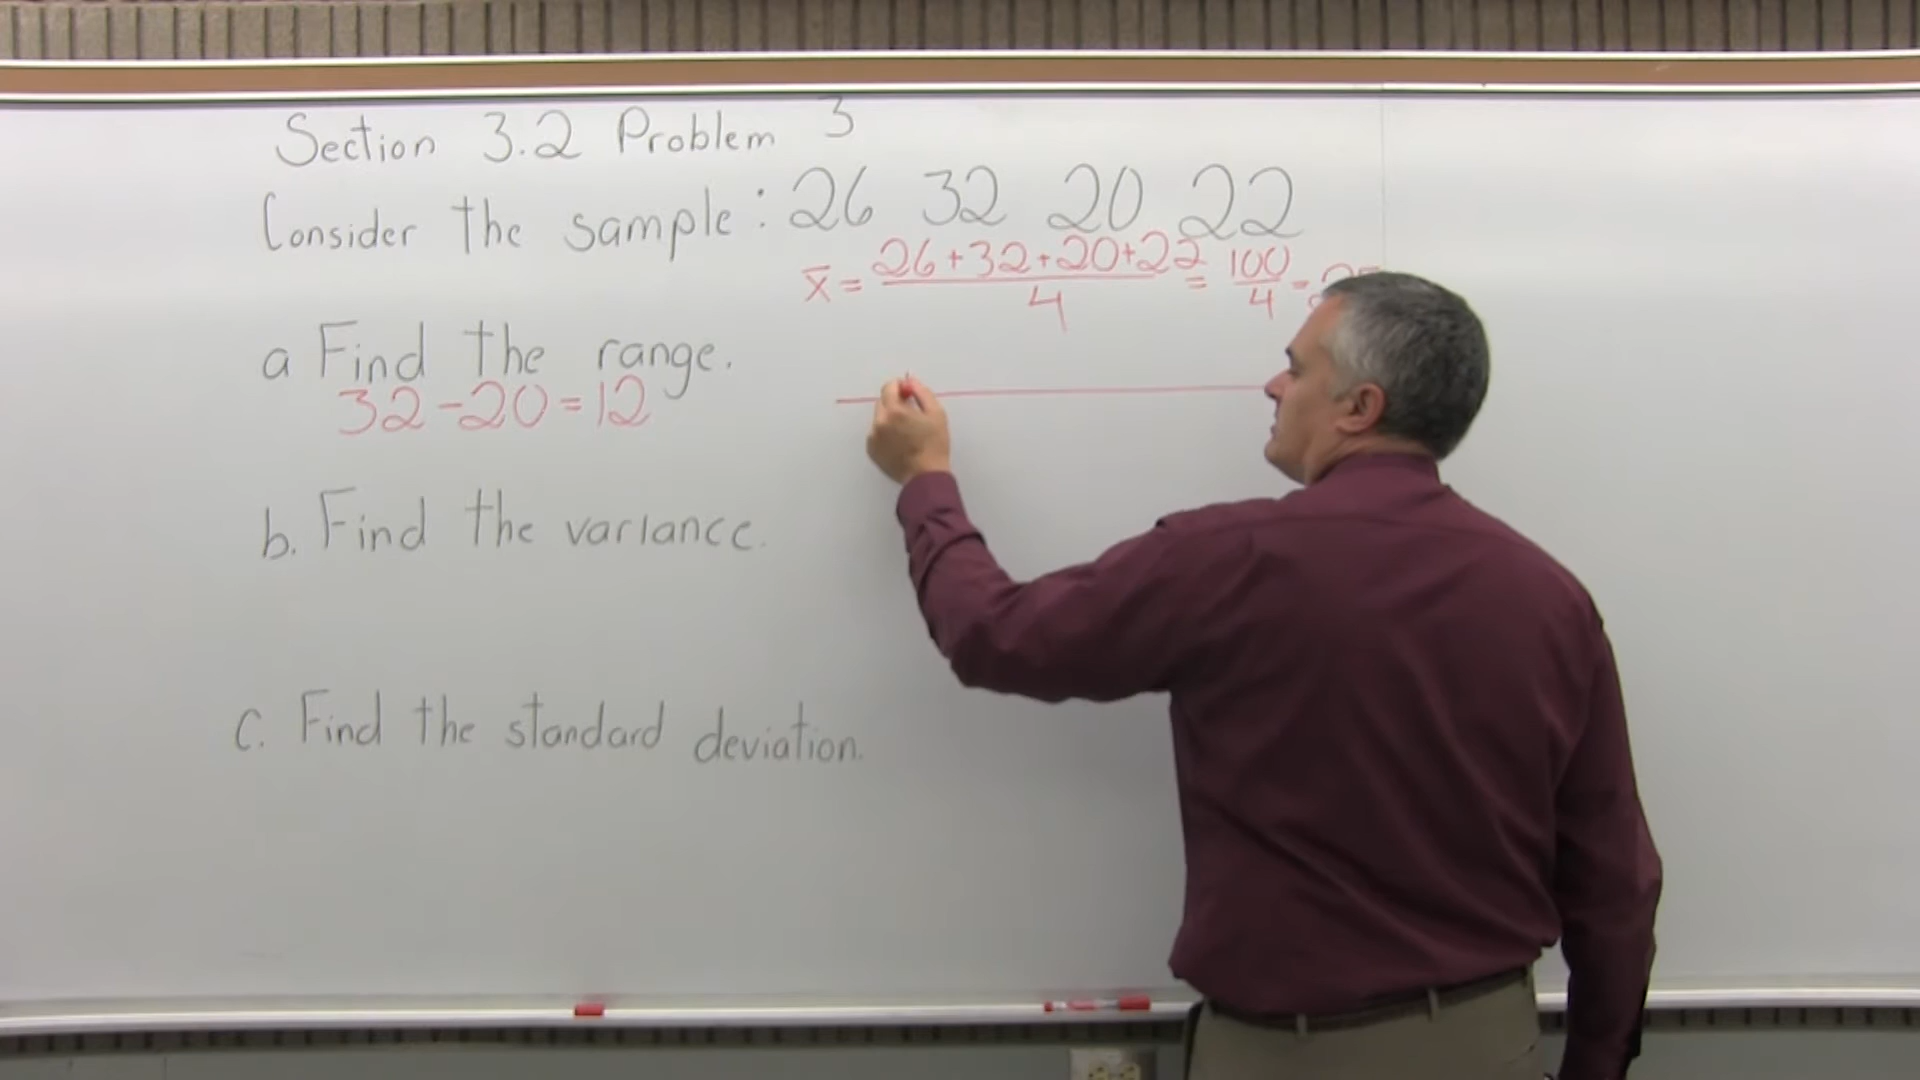 Section 3.2 Problem 3
Consider the sample: 26 32 20 22
x̄ = 26+32+20+22 / 4 = 100 / 4 =
a Find the range.
32-20=12
b. Find the variance.
c. Find the standard deviation.